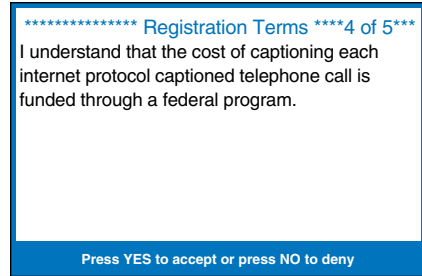 *************** Registration Terms ****4 of 5***
I understand that the cost of captioning each
internet protocol captioned telephone call is
funded through a federal program.
Press YES to accept or press NO to deny